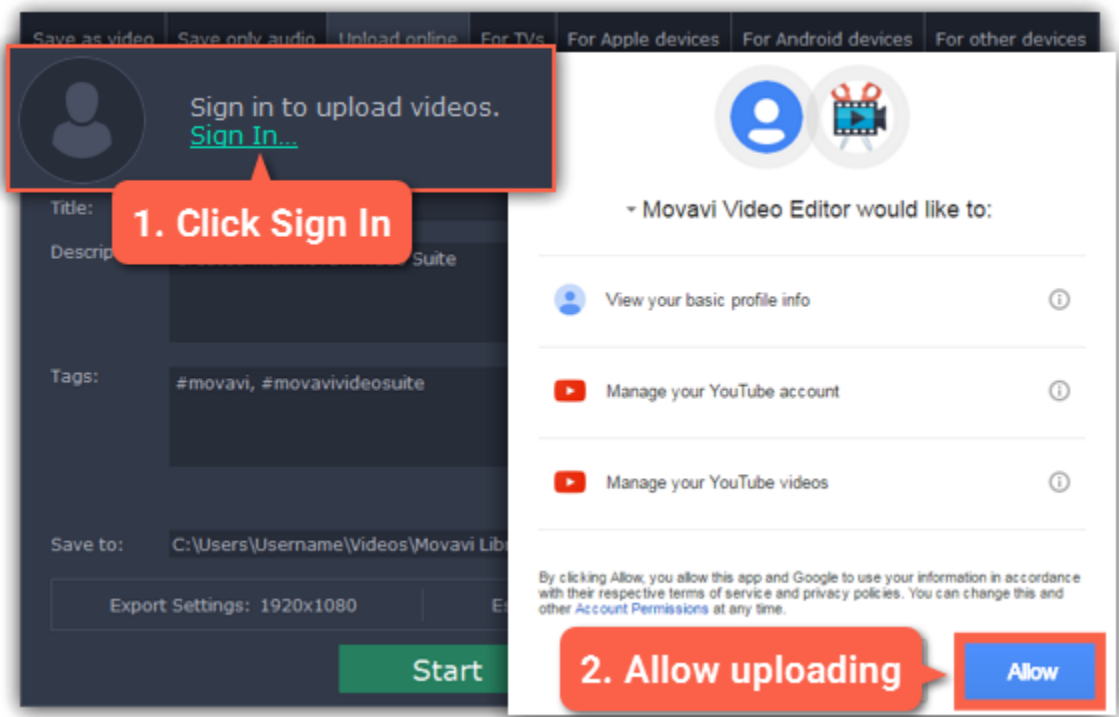 Save as video Save only audio Upload online For TVs For Apple devices For Android devices For other devices
Sign in to upload videos.
Sign In...
1. Click Sign In
Title:
Descrip
Suite
Tags:
#movavi, #movavivideosuite
Save to:
C:\Users\Username\Videos\Movavi Lib
Export Settings: 1920x1080
Es
Start
Movavi Video Editor would like to:
View your basic profile info
Manage your YouTube account
Manage your YouTube videos
By clicking Allow, you allow this app and Google to use your information in accordance
with their respective terms of service and privacy policies. You can change this and
other Account Permissions at any time.
2. Allow uploading
Allow